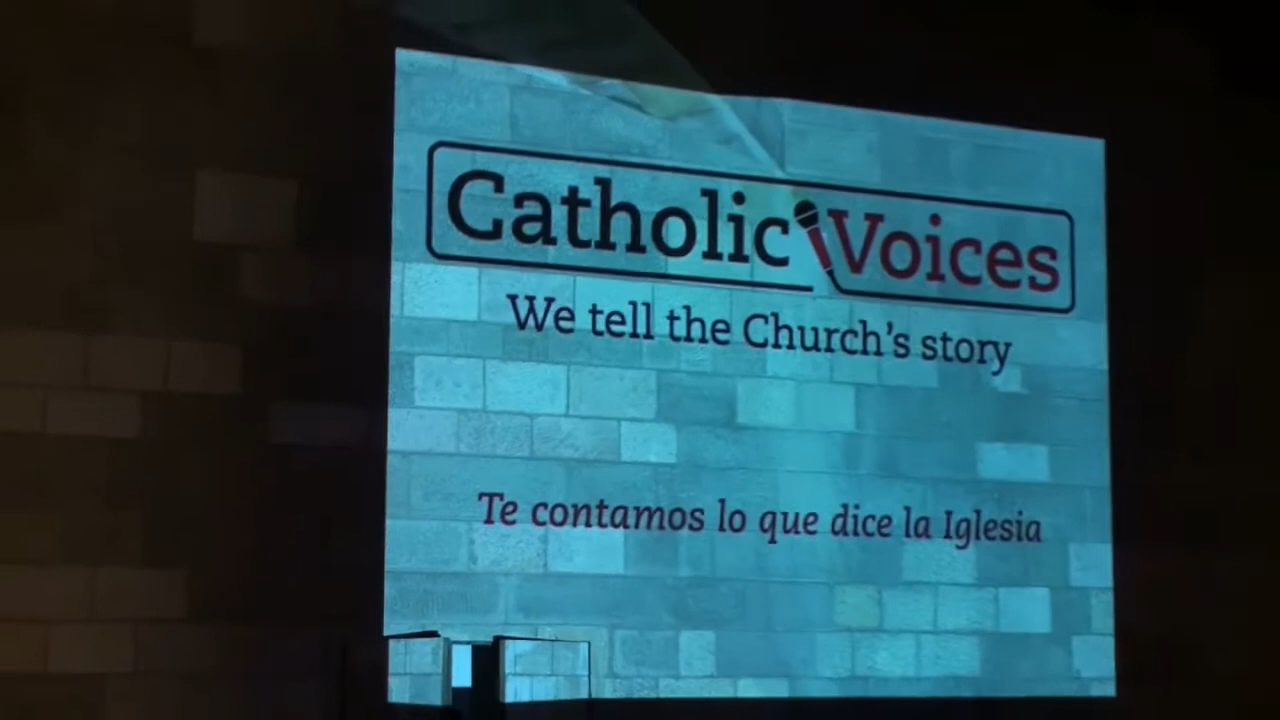 Catholic Voices
We tell the Church's story
Te contamos lo que dice la Iglesia